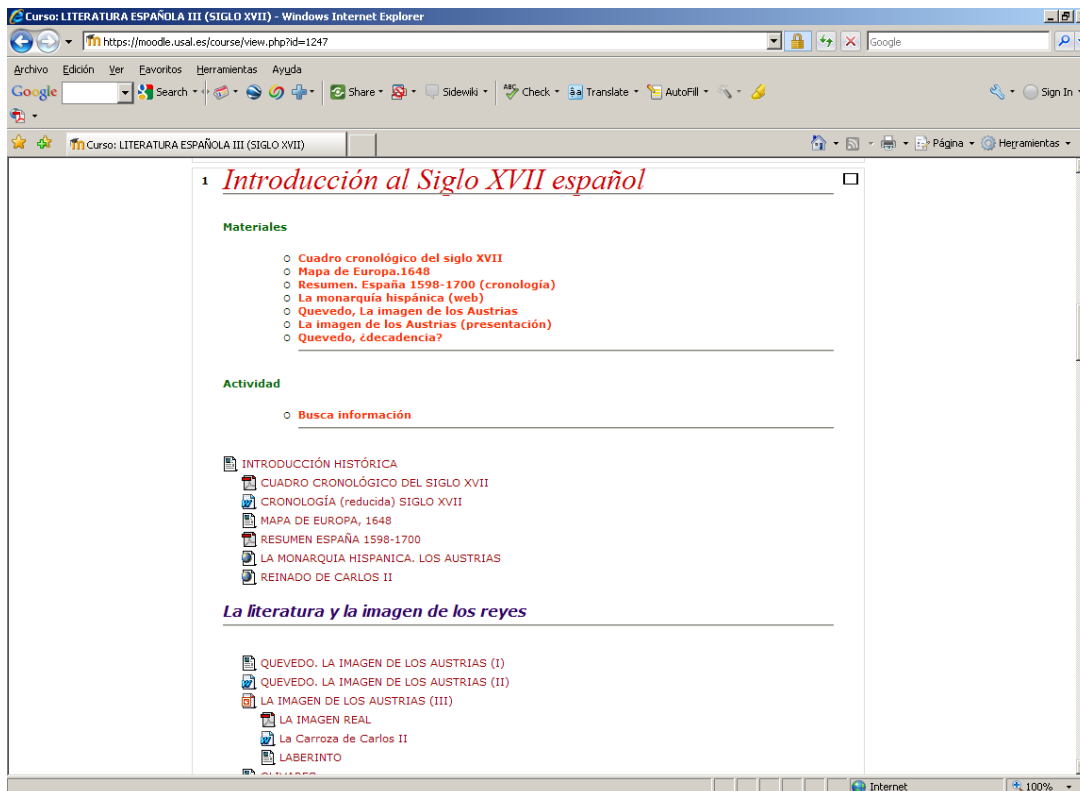 Curso: LITERATURA ESPAÑOLA III (SIGLO XVII) - Windows Internet Explorer
https://moodle.usal.es/course/view.php?id=1247
Google
Archivo Edición Ver Favoritos Herramientas Ayuda
Google Search Share Sidewiki Check Translate AutoFill Sign In
Curso: LITERATURA ESPAÑOLA III (SIGLO XVII) Página Herramientas
1 Introducción al Siglo XVII español
Materiales
Cuadro cronológico del siglo XVII
Mapa de Europa.1648
Resumen. España 1598-1700 (cronología)
La monarquía hispánica (web)
Quevedo, La imagen de los Austrias
La imagen de los Austrias (presentación)
Quevedo, ¿decadencia?
Actividad
Busca información
INTRODUCCIÓN HISTÓRICA
CUADRO CRONOLÓGICO DEL SIGLO XVII
CRONOLOGÍA (reducida) SIGLO XVII
MAPA DE EUROPA, 1648
RESUMEN ESPAÑA 1598-1700
LA MONARQUIA HISPANICA. LOS AUSTRIAS
REINADO DE CARLOS II
La literatura y la imagen de los reyes
QUEVEDO. LA IMAGEN DE LOS AUSTRIAS (I)
QUEVEDO. LA IMAGEN DE LOS AUSTRIAS (II)
LA IMAGEN DE LOS AUSTRIAS (III)
LA IMAGEN REAL
La Carroza de Carlos II
LABERINTO
Internet 100%